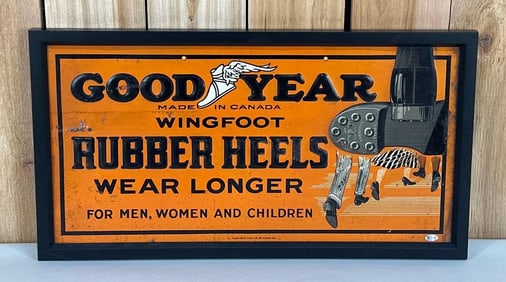 GOOD YEAR
MADE IN CANADA
WINGFOOT
RUBBER HEELS
WEAR LONGER
FOR MEN, WOMEN AND CHILDREN